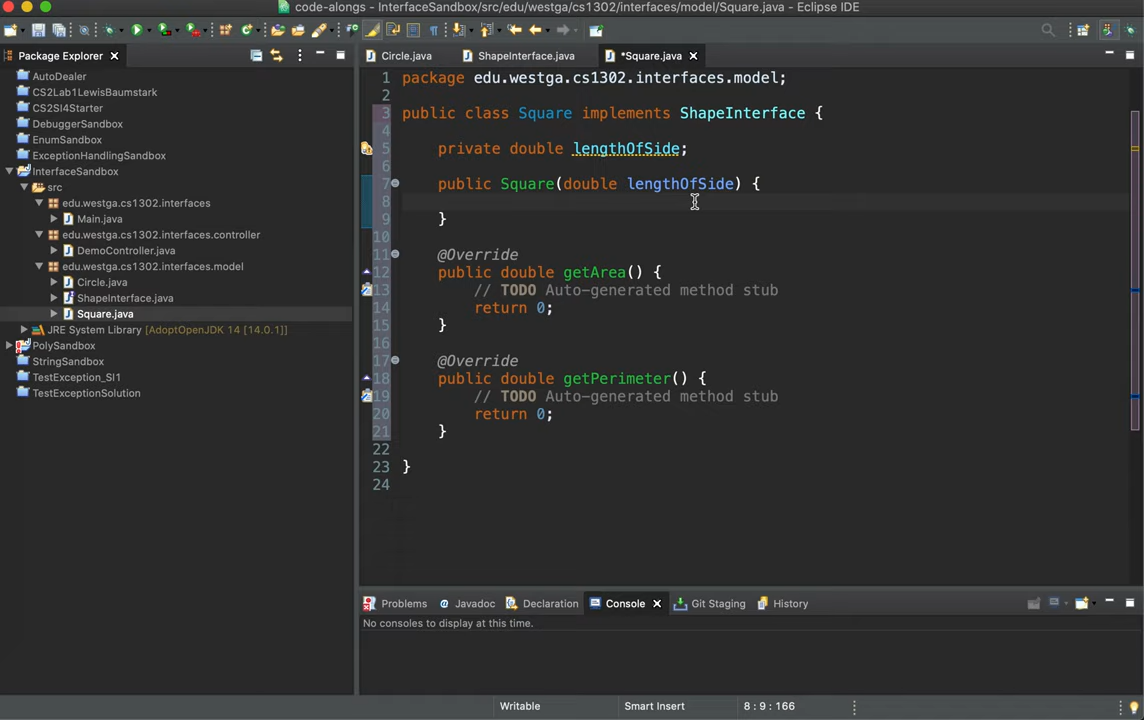 code-alongs - InterfaceSandbox/src/edu/westga/cs1302/interfaces/model/Square.java - Eclipse IDE
Package Explorer
Circle.java
ShapeInterface.java
*Square.java
AutoDealer
CS2Lab1LewisBaumstark
CS2SI4Starter
DebuggerSandbox
EnumSandbox
ExceptionHandlingSandbox
InterfaceSandbox
src
edu.westga.cs1302.interfaces
Main.java
edu.westga.cs1302.interfaces.controller
DemoController.java
edu.westga.cs1302.interfaces.model
Circle.java
ShapeInterface.java
Square.java
JRE System Library [AdoptOpenJDK 14 [14.0.1]]
PolySandbox
StringSandbox
TestException_SI1
TestExceptionSolution
1 package edu.westga.cs1302.interfaces.model;
2
3 public class Square implements ShapeInterface {
4
5 private double lengthOfSide;
6
7 public Square(double lengthOfSide) {
8
9 }
10
11 @Override
12 public double getArea() {
13 // TODO Auto-generated method stub
14 return 0;
15 }
16
17 @Override
18 public double getPerimeter() {
19 // TODO Auto-generated method stub
20 return 0;
21 }
22
23 }
24
Problems
@ Javadoc
Declaration
Console
Git Staging
History
No consoles to display at this time.
Writable
Smart Insert
8 : 9 : 166